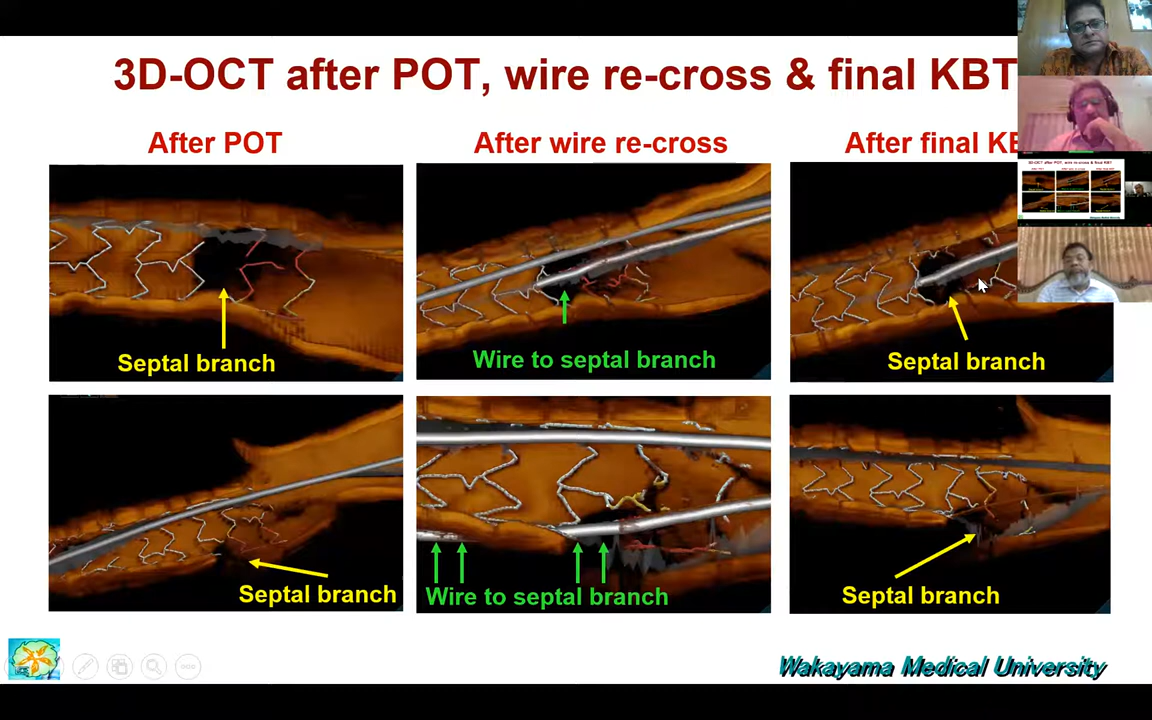 3D-OCT after POT, wire re-cross & final KBT
After POT
After wire re-cross
After final KB
Septal branch
Wire to septal branch
Septal branch
Septal branch
Wire to septal branch
Septal branch
Wakayama Medical University